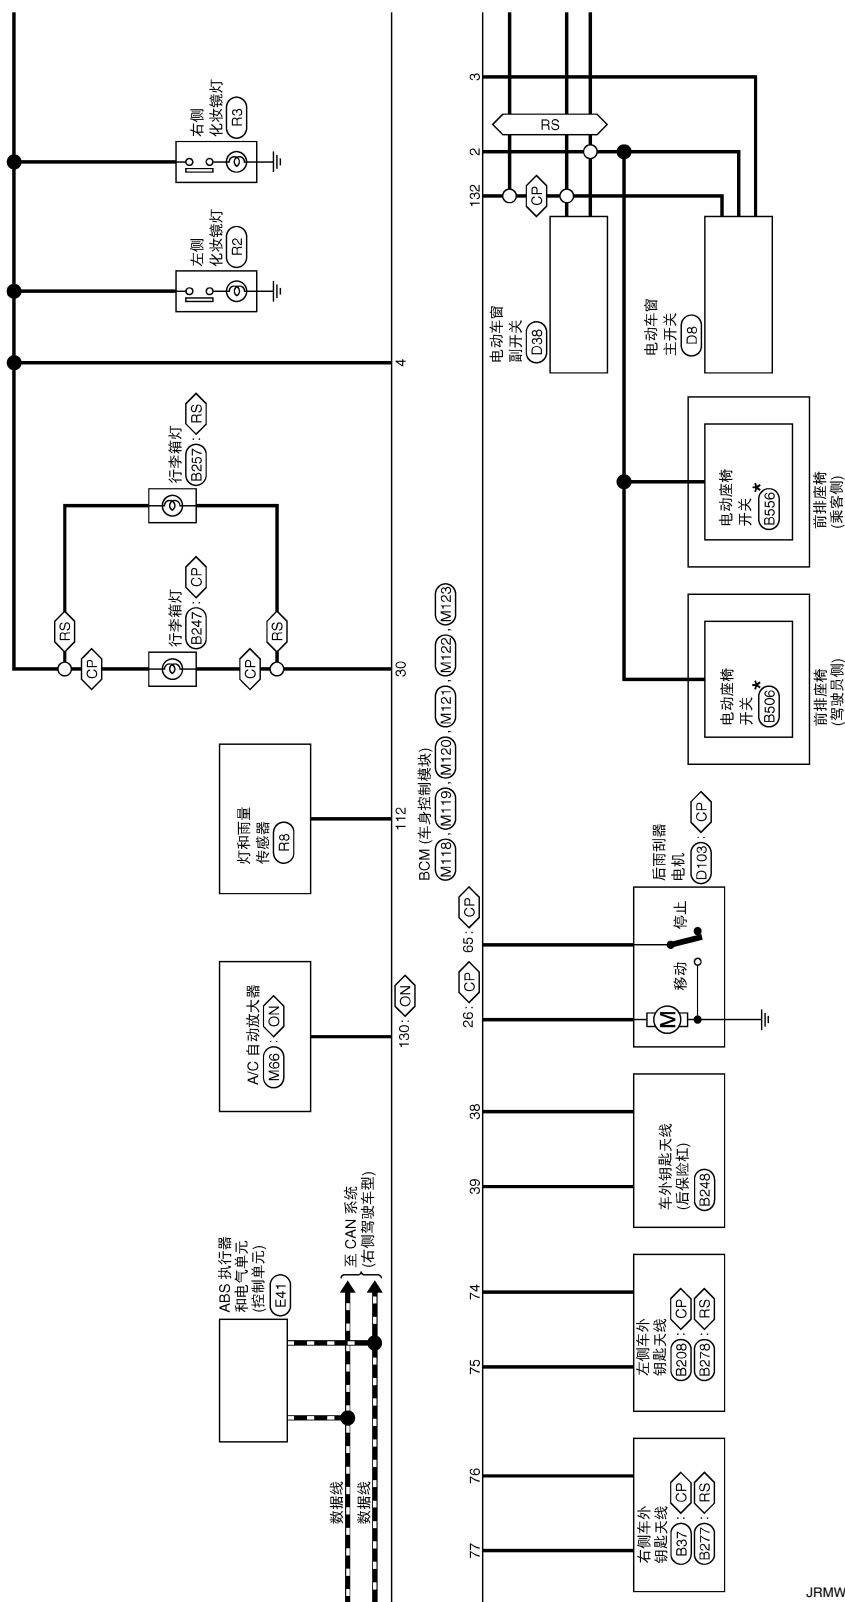 右侧
化妆镜灯
R3
左侧
化妆镜灯
R2
4
行李箱灯
B257 : RS
RS
行李箱灯
B247 : CP
CP
RS
CP
30
灯和雨量
传感器
R8
112
A/C 自动放大器
M66 : ON
130 : ON
ABS 执行器
和电气单元
(控制单元)
E41
至 CAN 系统
(右侧驾驶车型)
数据线
数据线
BCM (车身控制模块)
M118 , M119 , M120 , M121 , M122 , M123
3
RS
2
132
CP
电动车窗
副开关
D38
电动车窗
主开关
D8
电动座椅
开关 *
B556
前排座椅
(乘客侧)
电动座椅
开关 *
B506
前排座椅
(驾驶员侧)
后雨刮器
电机
D103 : CP
65 : CP
停止
移动
26 : CP
M
38
39
车外钥匙天线
(后保险杠)
B248
74
75
左侧车外
钥匙天线
B208 : CP
B278 : RS
76
77
右侧车外
钥匙天线
B37 : CP
B277 : RS
JRMW